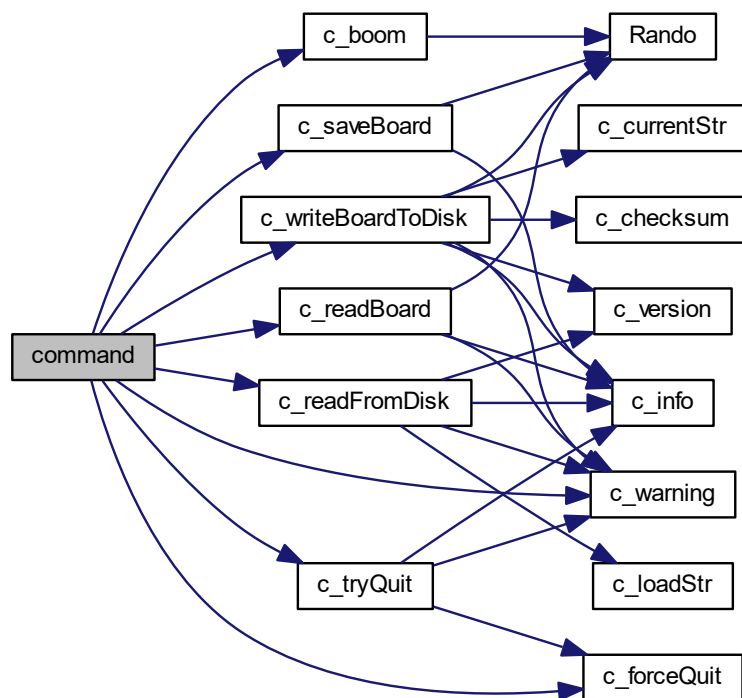 c_boom
Rando
c_saveBoard
c_currentStr
c_writeBoardToDisk
c_checksum
c_readBoard
c_version
command
c_readFromDisk
c_info
c_warning
c_tryQuit
c_loadStr
c_forceQuit